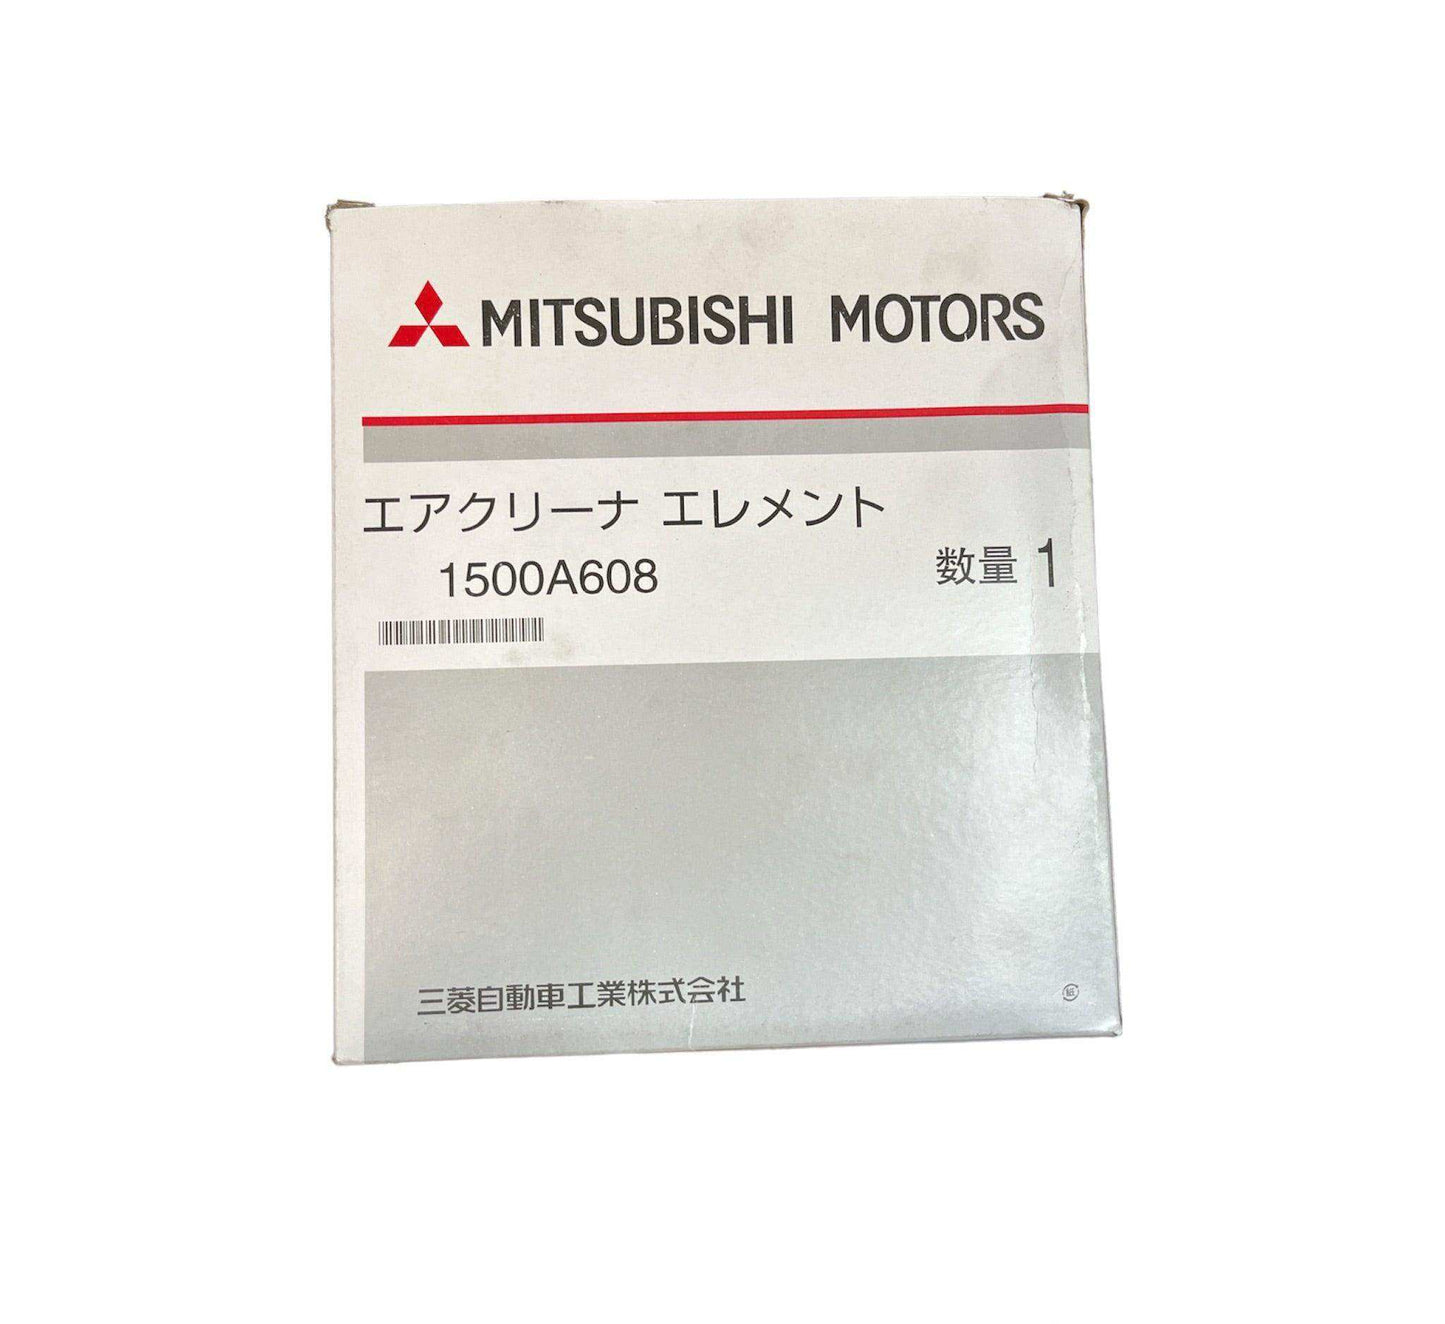 MITSUBISHI MOTORS
エアクリーナ エレメント
1500A608
数量 1
三菱自動車工業株式会社
紙